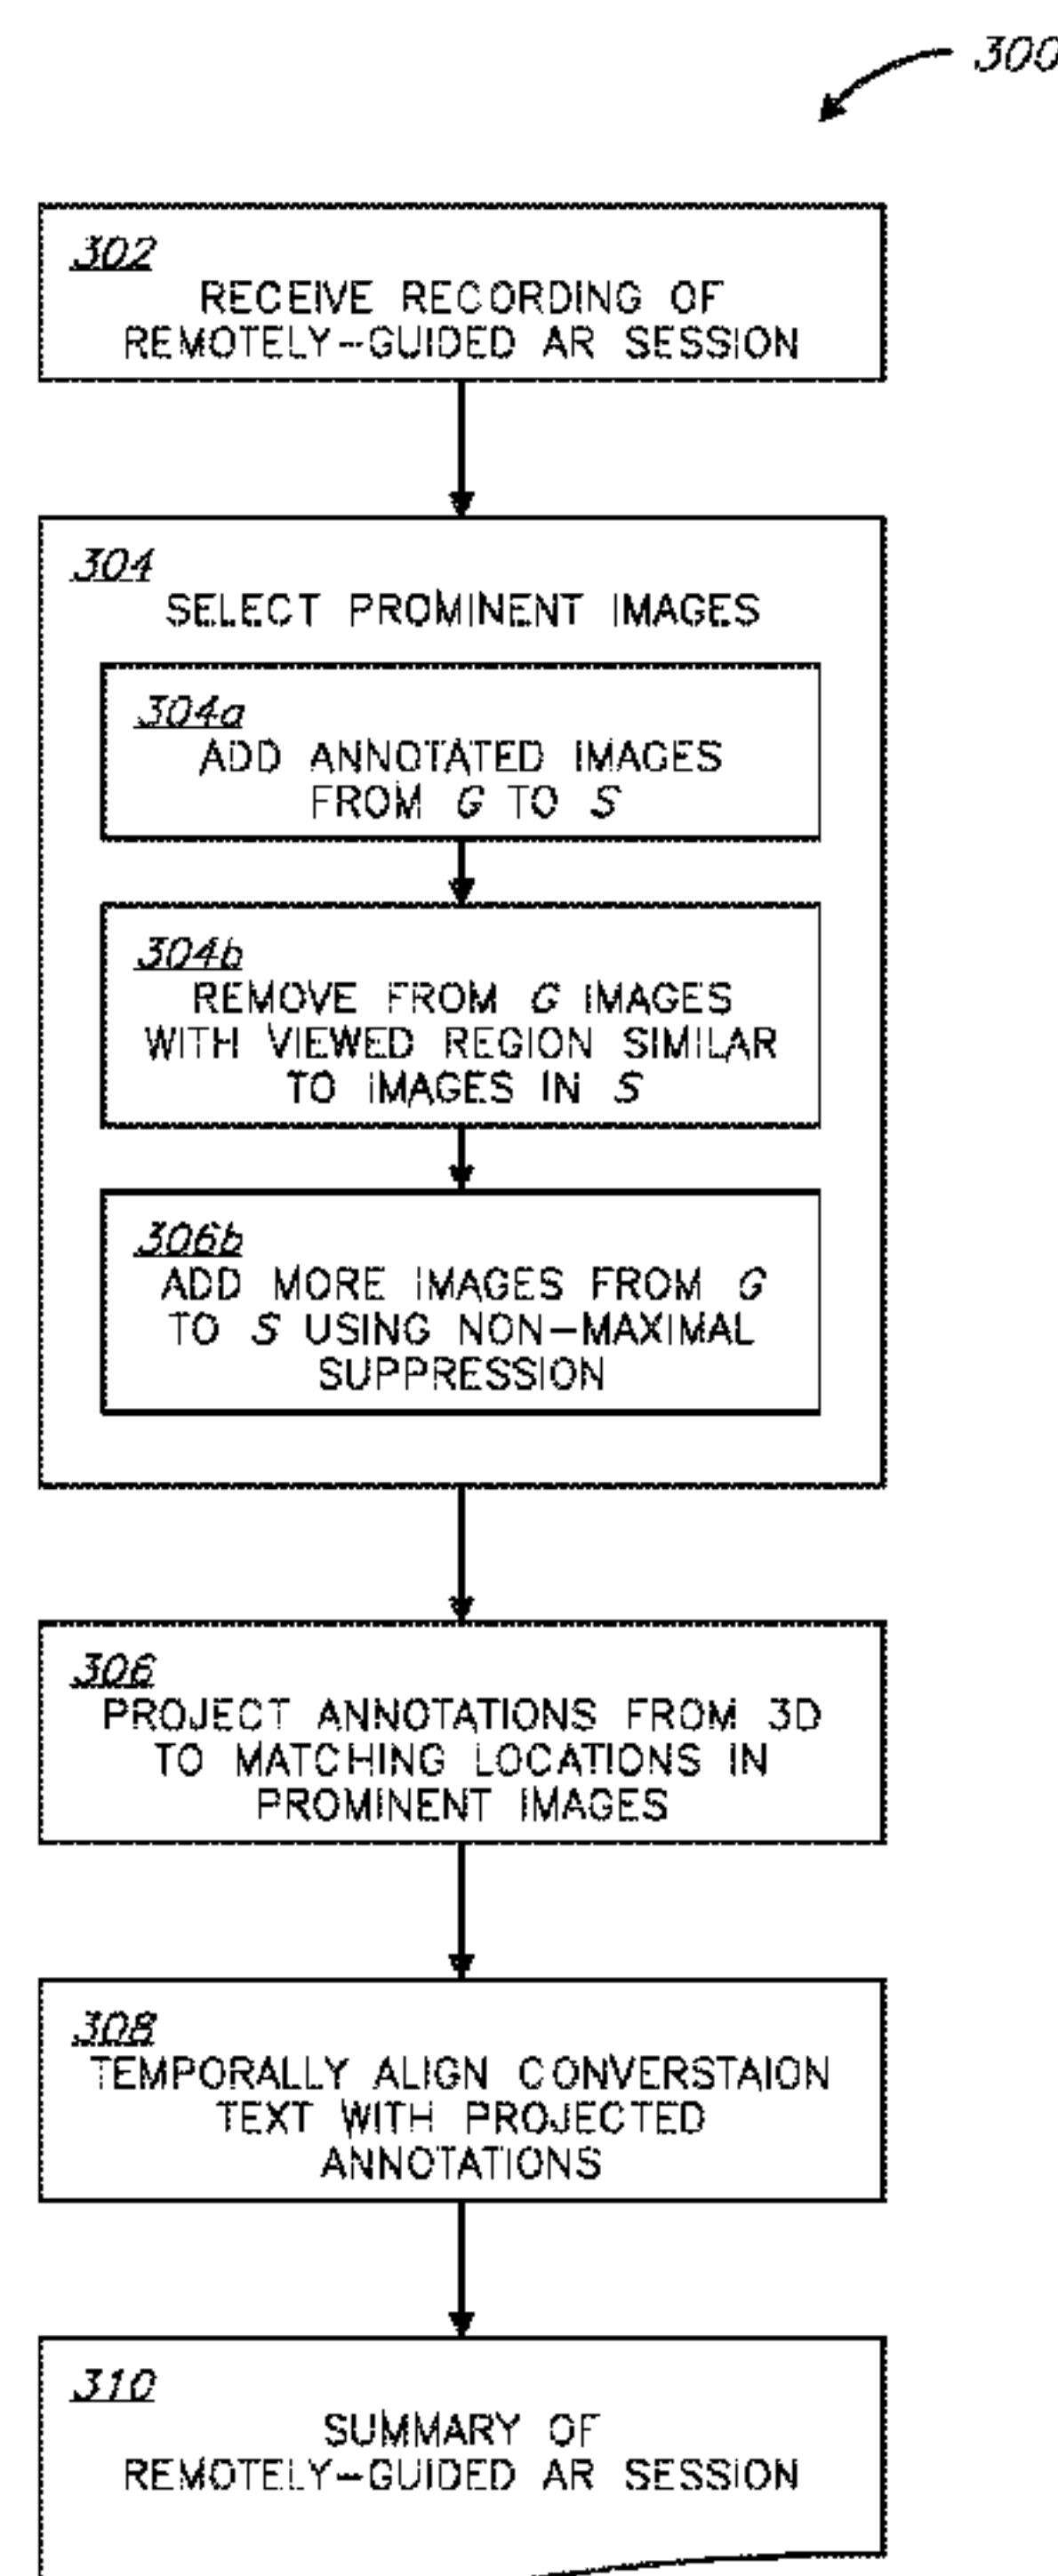 300
302
RECEIVE RECORDING OF
REMOTELY-GUIDED AR SESSION
304
SELECT PROMINENT IMAGES
304a
ADD ANNOTATED IMAGES
FROM G TO S
304b
REMOVE FROM G IMAGES
WITH VIEWED REGION SIMILAR
TO IMAGES IN S
306b
ADD MORE IMAGES FROM G
TO S USING NON-MAXIMAL
SUPPRESSION
306
PROJECT ANNOTATIONS FROM 3D
TO MATCHING LOCATIONS IN
PROMINENT IMAGES
308
TEMPORALLY ALIGN CONVERSTAION
TEXT WITH PROJECTED
ANNOTATIONS
310
SUMMARY OF
REMOTELY-GUIDED AR SESSION